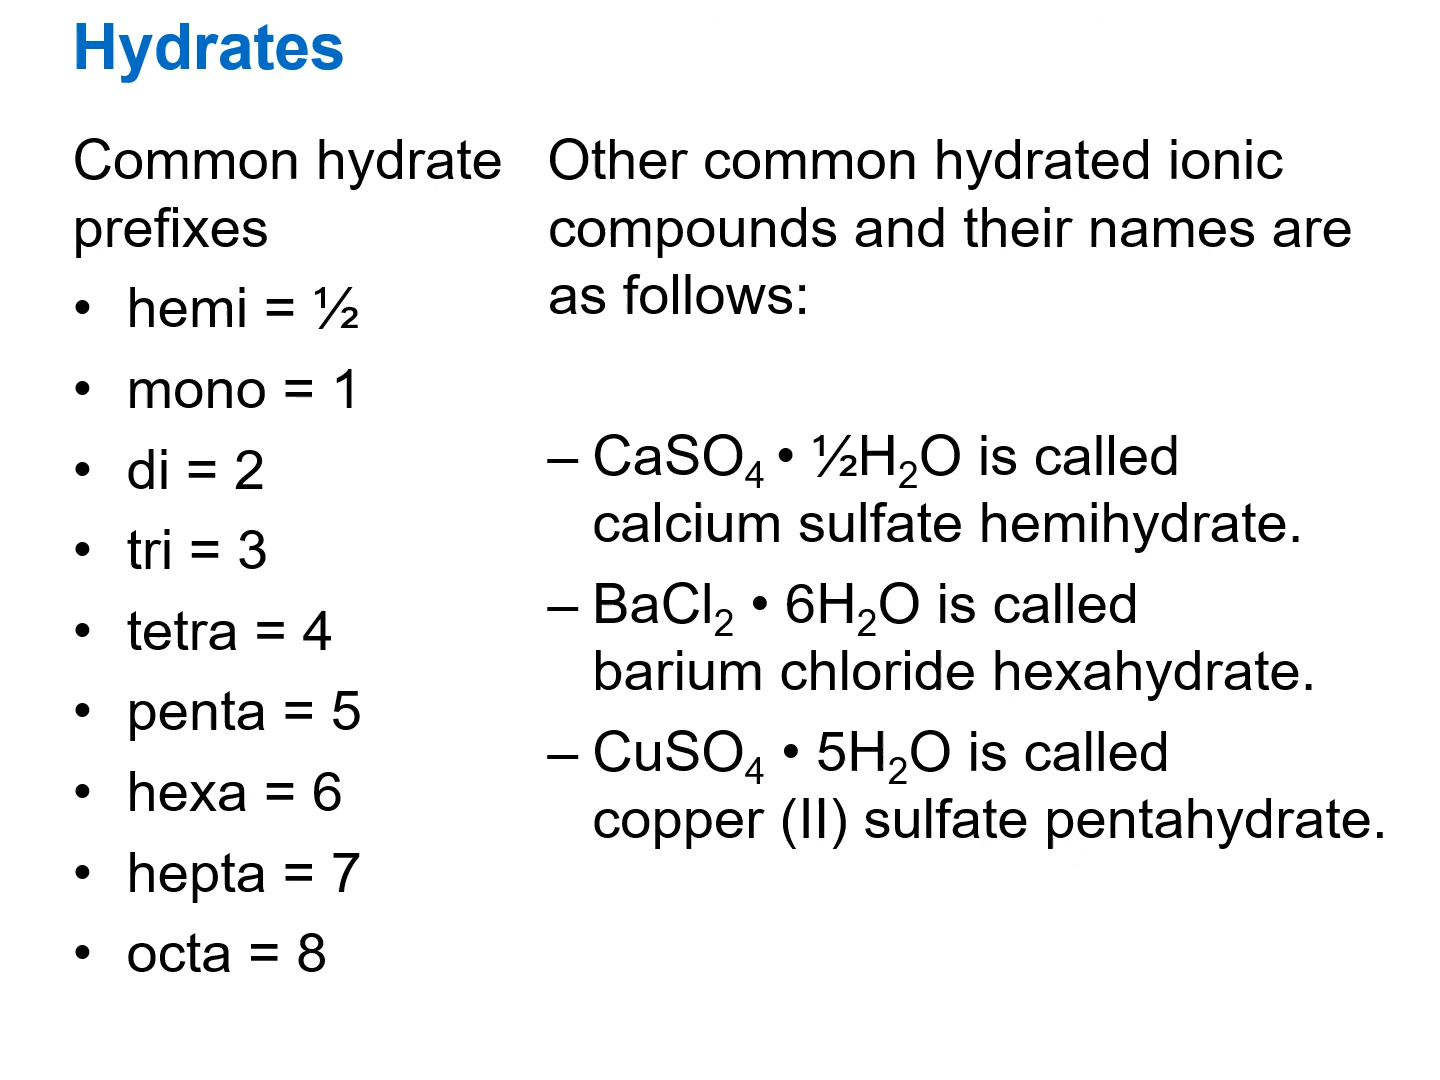 Hydrates
Common hydrate
prefixes
• hemi = ½
• mono = 1
• di = 2
• tri = 3
• tetra = 4
• penta = 5
• hexa = 6
• hepta = 7
• octa = 8
Other common hydrated ionic
compounds and their names are
as follows:
– CaSO₄ • ½H₂O is called
calcium sulfate hemihydrate.
– BaCl₂ • 6H₂O is called
barium chloride hexahydrate.
– CuSO₄ • 5H₂O is called
copper (II) sulfate pentahydrate.